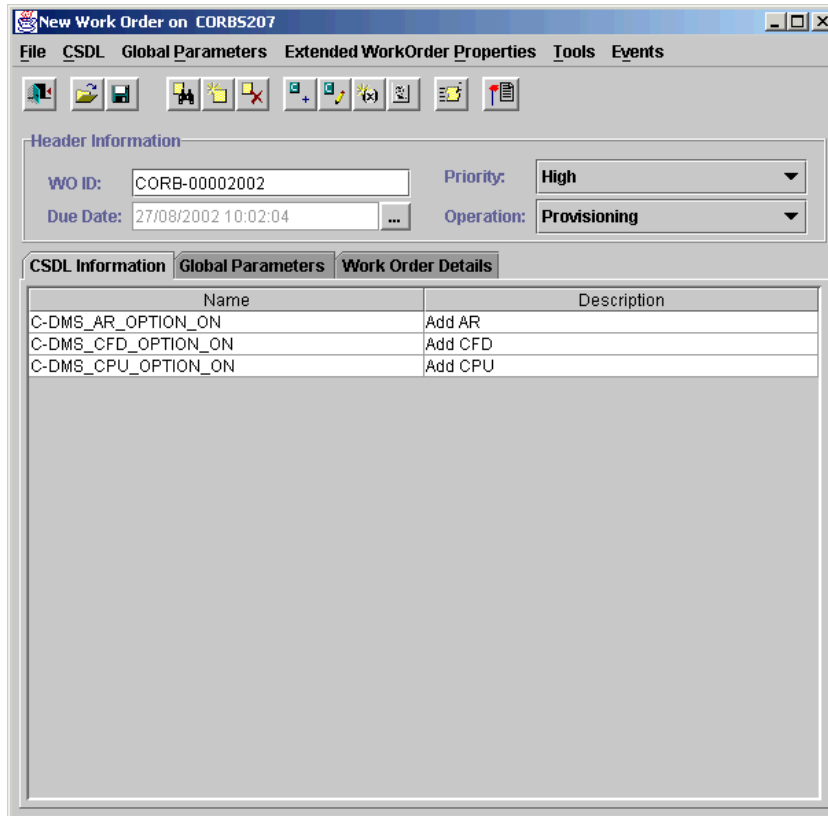 New Work Order on CORB5207
File CSDL Global Parameters Extended WorkOrder Properties Tools Events
Header Information
WO ID: CORB-00002002 Priority: High
Due Date: 27/08/2002 10:02:04 ... Operation: Provisioning
CSDL Information Global Parameters Work Order Details
Name Description
C-DMS_AR_OPTION_ON Add AR
C-DMS_CFD_OPTION_ON Add CFD
C-DMS_CPU_OPTION_ON Add CPU